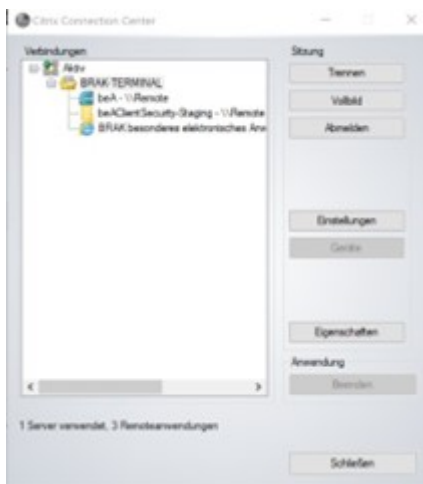 Citrix Connection Center
Verbindungen
Aktiv
BRAK-TERMINAL
beA - \\Remote
beAClientSecurity-Staging - \\Remote
BRAK besonderes elektronisches Anw
1 Server verwendet, 3 Remoteanwendungen
Sitzung
Trennen
Vollbild
Abmelden
Einstellungen
Geräte
Eigenschaften
Anwendung
Beenden
Schließen